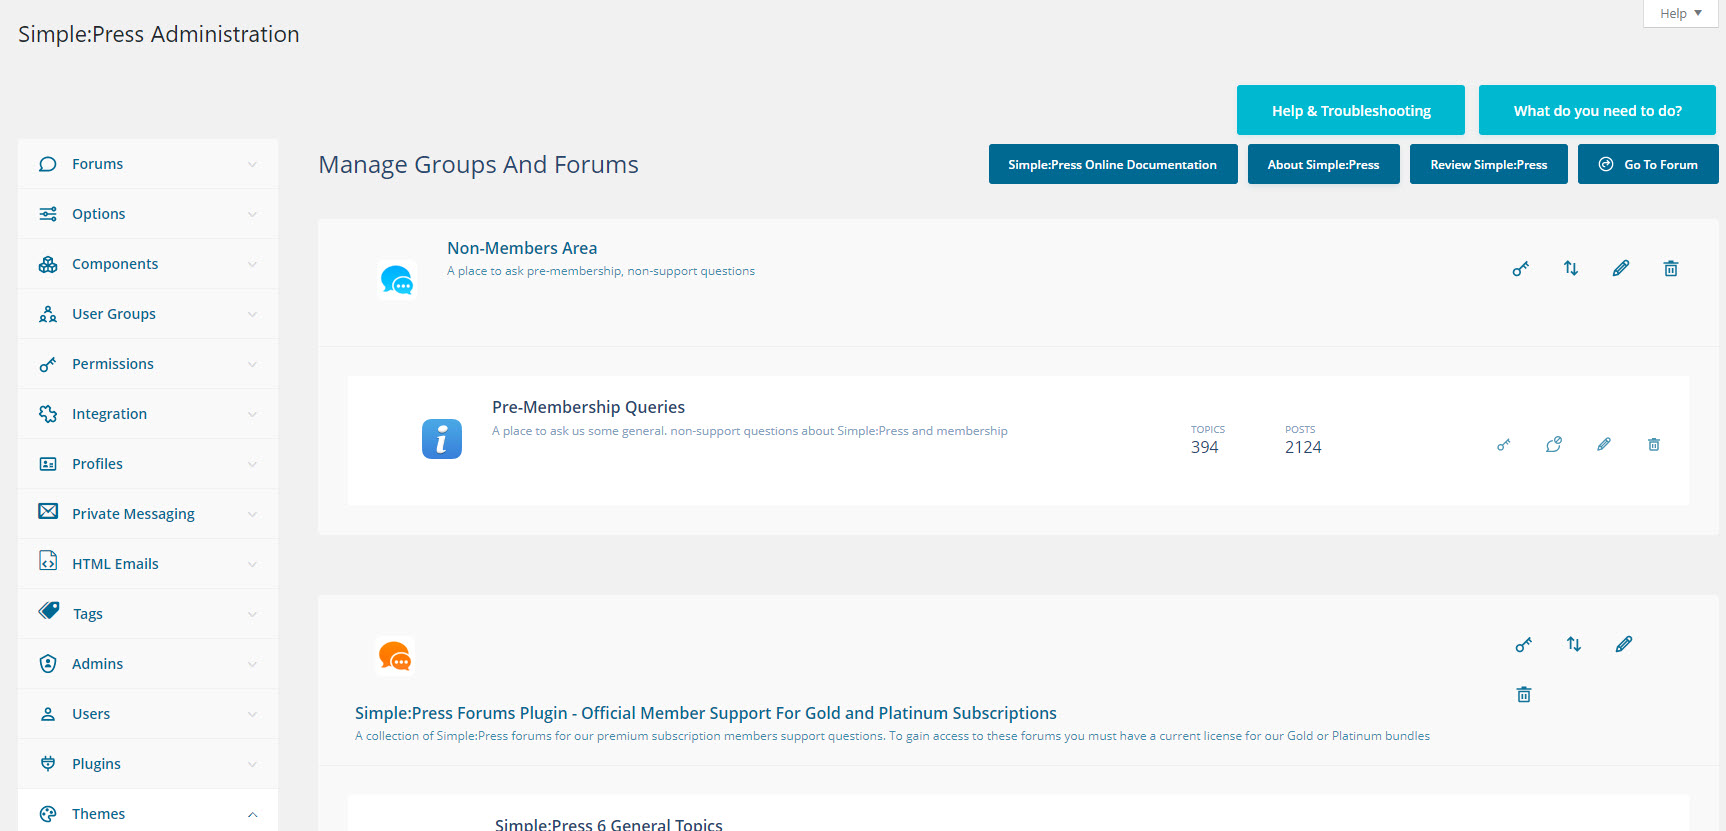 Help
Simple:Press Administration
Help & Troubleshooting
What do you need to do?
Forums
Options
Components
User Groups
Permissions
Integration
Profiles
Private Messaging
HTML Emails
Tags
Admins
Users
Plugins
Themes
Manage Groups And Forums
Simple:Press Online Documentation
About Simple:Press
Review Simple:Press
Go To Forum
Non-Members Area
A place to ask pre-membership, non-support questions
Pre-Membership Queries
A place to ask us some general. non-support questions about Simple:Press and membership
TOPICS
394
POSTS
2124
Simple:Press Forums Plugin - Official Member Support For Gold and Platinum Subscriptions
A collection of Simple:Press forums for our premium subscription members support questions. To gain access to these forums you must have a current license for our Gold or Platinum bundles
Simple:Press 6 General Topics